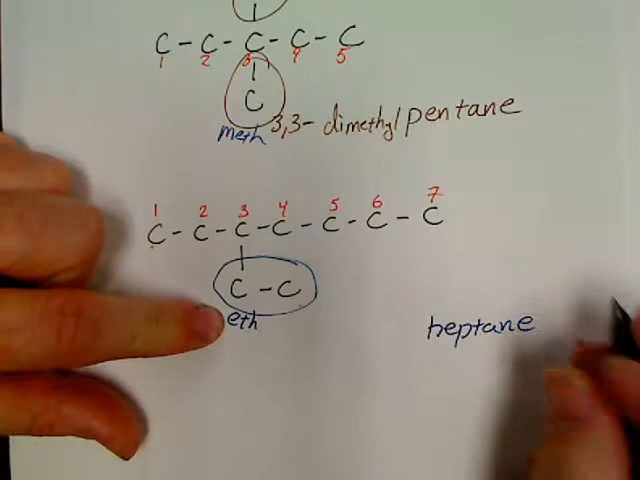 C - C - C - C - C
1 2 3 4 5
C
meth 3,3- dimethylpentane
1 2 3 4 5 6 7
C - C - C - C - C - C - C
C - C
eth
heptane